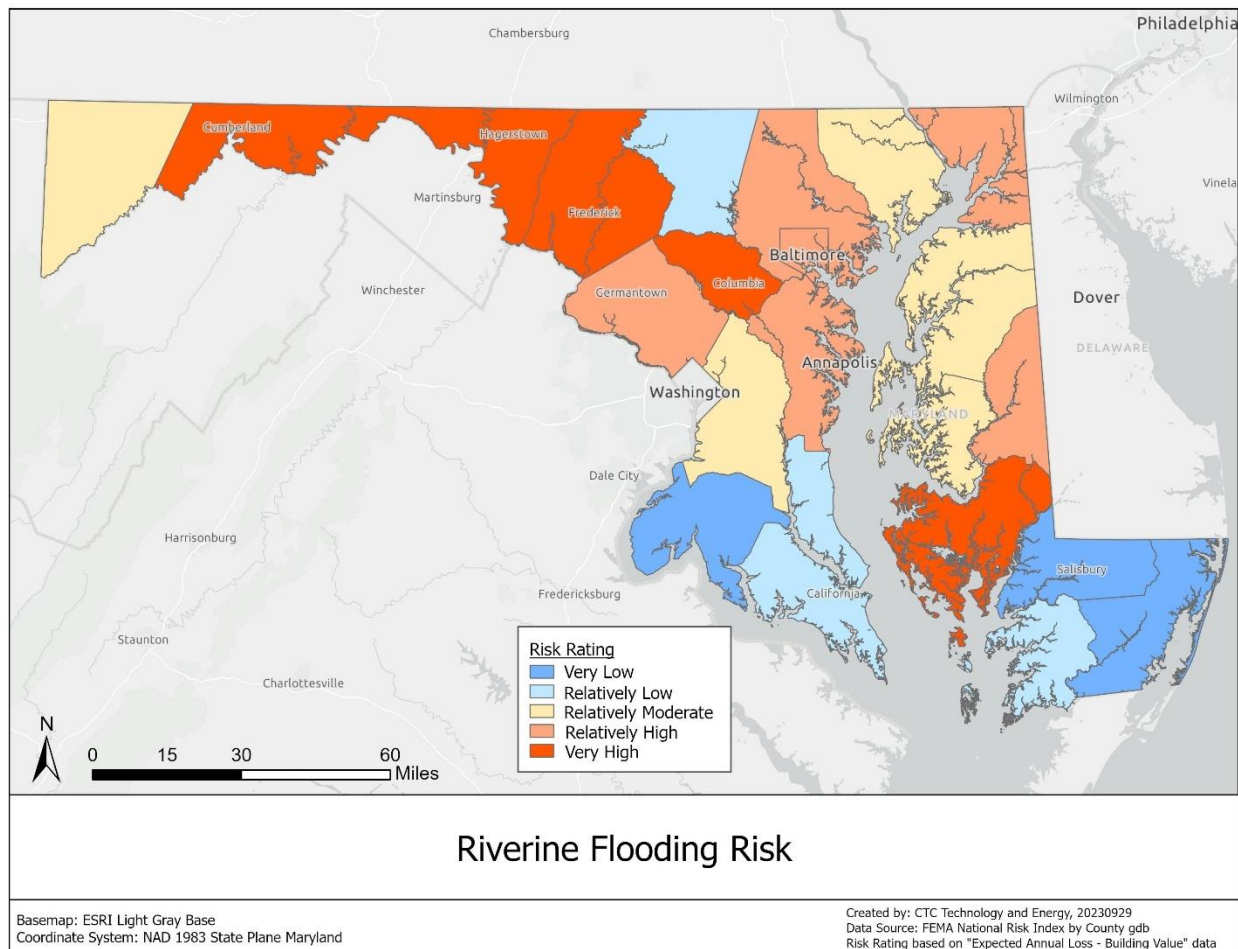 Philadelphia
Chambersburg
Wilmington
Cumberland
Hagerstown
Vinela
Martinsburg
Frederick
Baltimore
Winchester
Germantown
Columbia
Dover
DELAWARE
Annapolis
Washington
MARYLAND
Dale City
Harrisonburg
Salisbury
Fredericksburg
California
Staunton
Charlottesville
Risk Rating
Very Low
Relatively Low
Relatively Moderate
Relatively High
Very High
N
0 15 30 60
Miles
Riverine Flooding Risk
Basemap: ESRI Light Gray Base
Coordinate System: NAD 1983 State Plane Maryland
Created by: CTC Technology and Energy, 20230929
Data Source: FEMA National Risk Index by County gdb
Risk Rating based on "Expected Annual Loss - Building Value" data